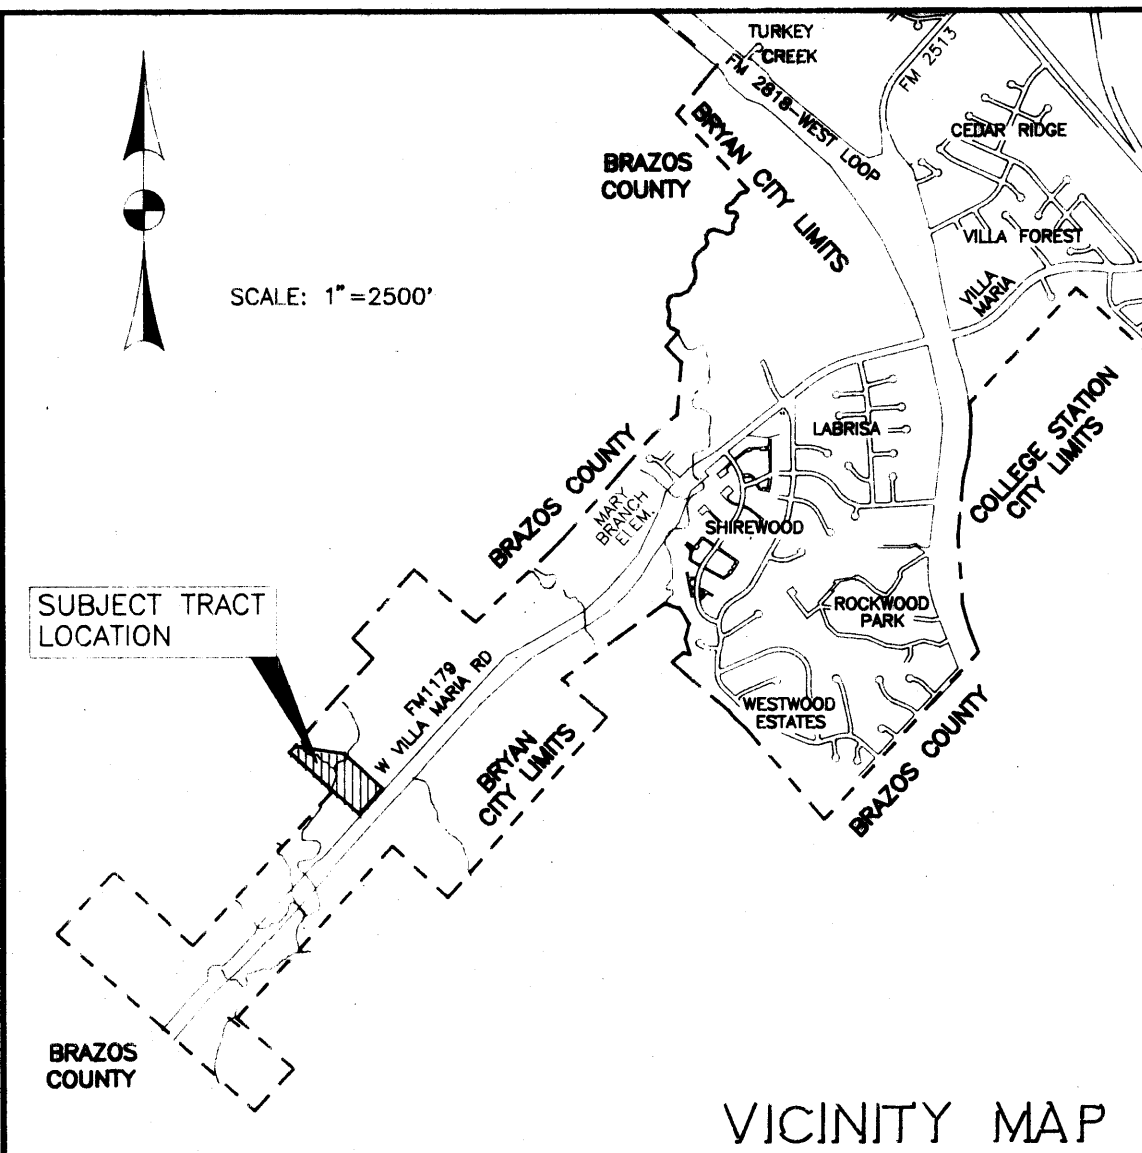 TURKEY
CREEK
FM 2818-WEST LOOP
FM 2513
CEDAR RIDGE
BRYAN CITY LIMITS
BRAZOS
COUNTY
VILLA FOREST
VILLA
MARIA
SCALE: 1"=2500'
COLLEGE STATION
CITY LIMITS
LABRISA
BRAZOS COUNTY
MARY
BRANCH
ELEM.
SHIREWOOD
SUBJECT TRACT
LOCATION
ROCKWOOD
PARK
FM1179
W VILLA MARIA RD
WESTWOOD
ESTATES
BRYAN
CITY LIMITS
BRAZOS COUNTY
BRAZOS
COUNTY
VICINITY MAP